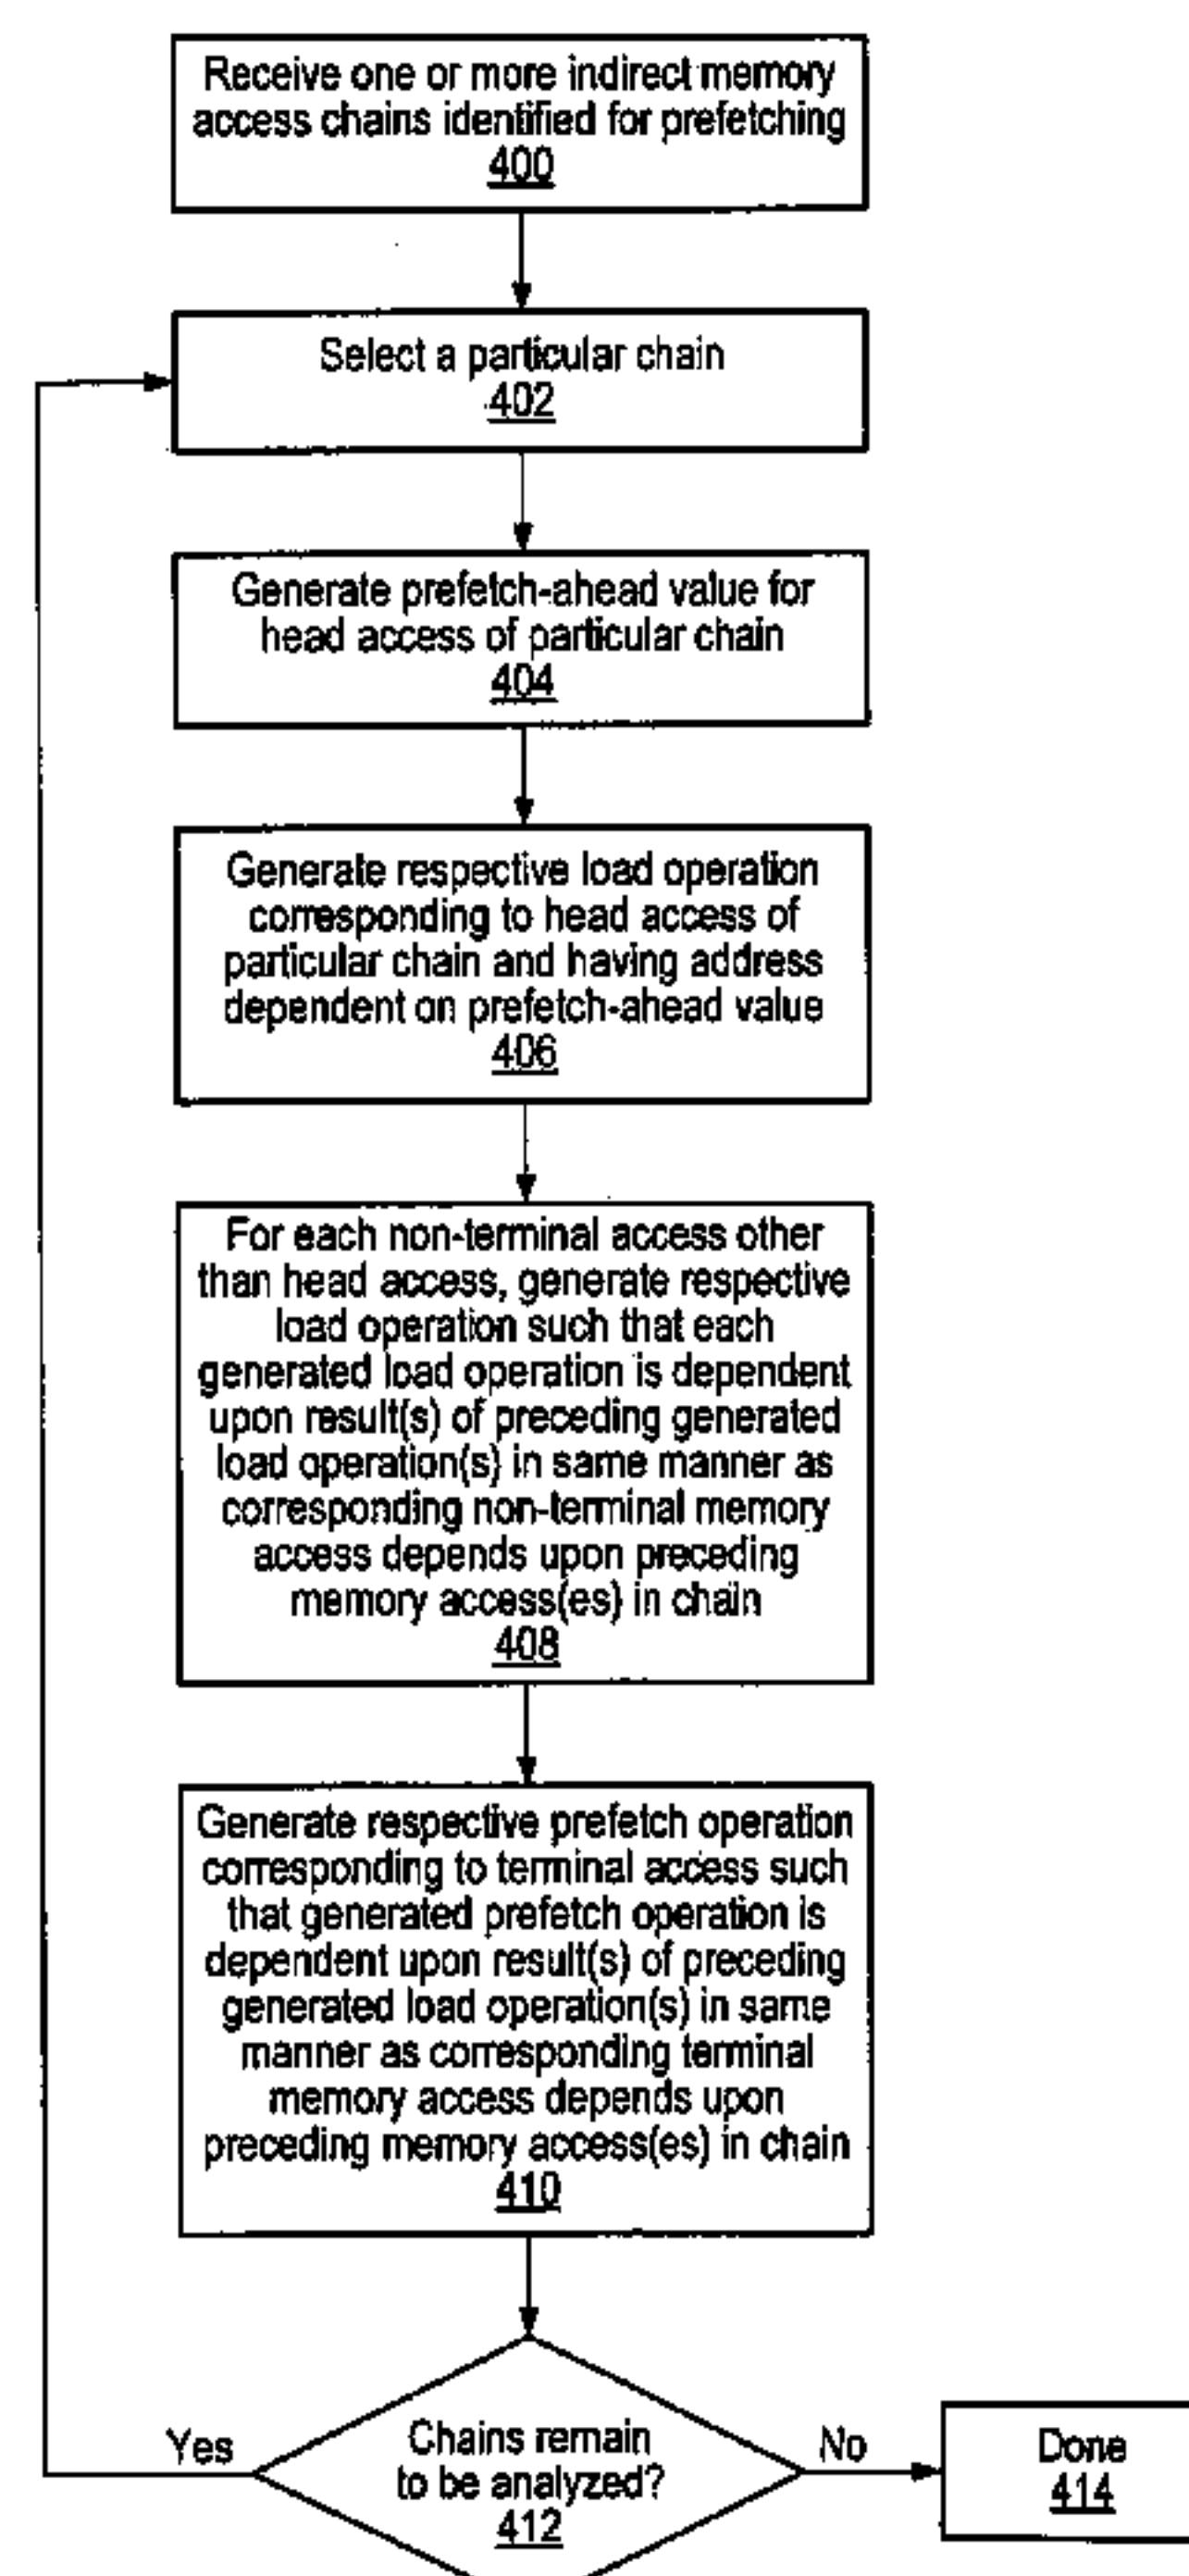 Receive one or more indirect memory
access chains identified for prefetching
400
Select a particular chain
402
Generate prefetch-ahead value for
head access of particular chain
404
Generate respective load operation
corresponding to head access of
particular chain and having address
dependent on prefetch-ahead value
406
For each non-terminal access other
than head access, generate respective
load operation such that each
generated load operation is dependent
upon result(s) of preceding generated
load operation(s) in same manner as
corresponding non-terminal memory
access depends upon preceding
memory access(es) in chain
408
Generate respective prefetch operation
corresponding to terminal access such
that generated prefetch operation is
dependent upon result(s) of preceding
generated load operation(s) in same
manner as corresponding terminal
memory access depends upon
preceding memory access(es) in chain
410
Yes
Chains remain
to be analyzed?
412
No
Done
414